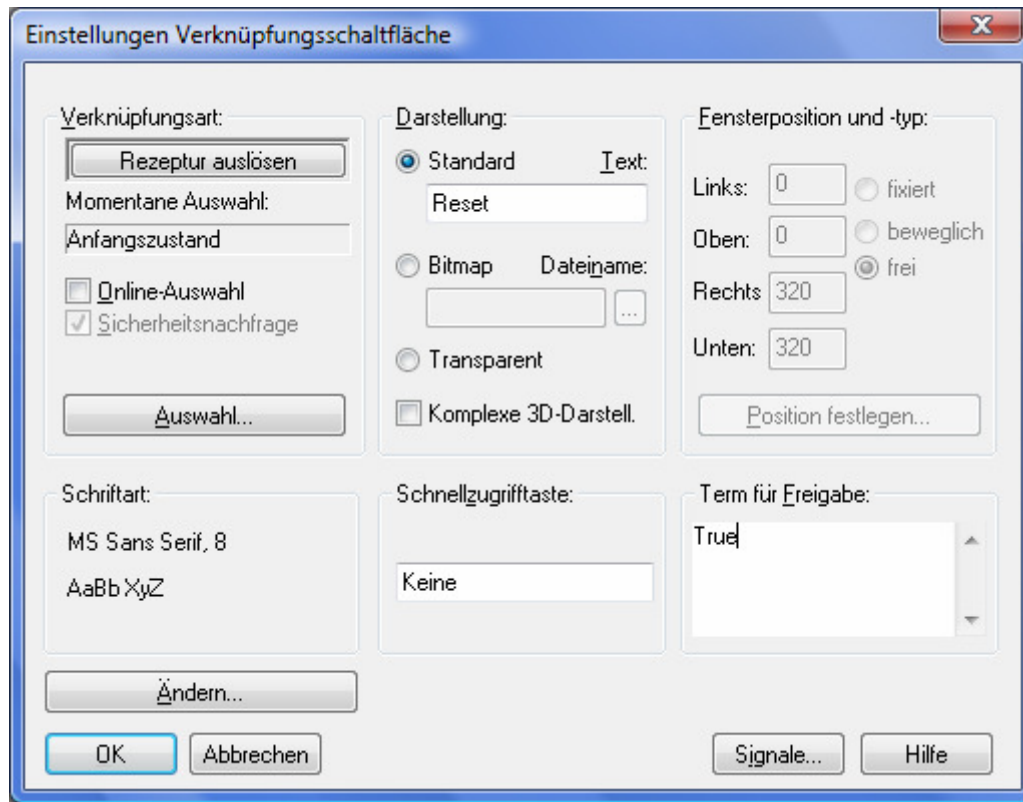 Einstellungen Verknüpfungsschaltfläche
Verknüpfungsart:
Rezeptur auslösen
Momentane Auswahl:
Anfangszustand
Online-Auswahl
Sicherheitsnachfrage
Auswahl...
Darstellung:
Standard Text:
Reset
Bitmap Dateiname:
...
Transparent
Komplexe 3D-Darstell.
Fensterposition und -typ:
Links: 0 fixiert
Oben: 0 beweglich
frei
Rechts 320
Unten: 320
Position festlegen...
Schriftart:
MS Sans Serif, 8
AaBbXyZ
Schnellzugrifftaste:
Keine
Term für Freigabe:
True
Ändern...
OK Abbrechen Signale... Hilfe